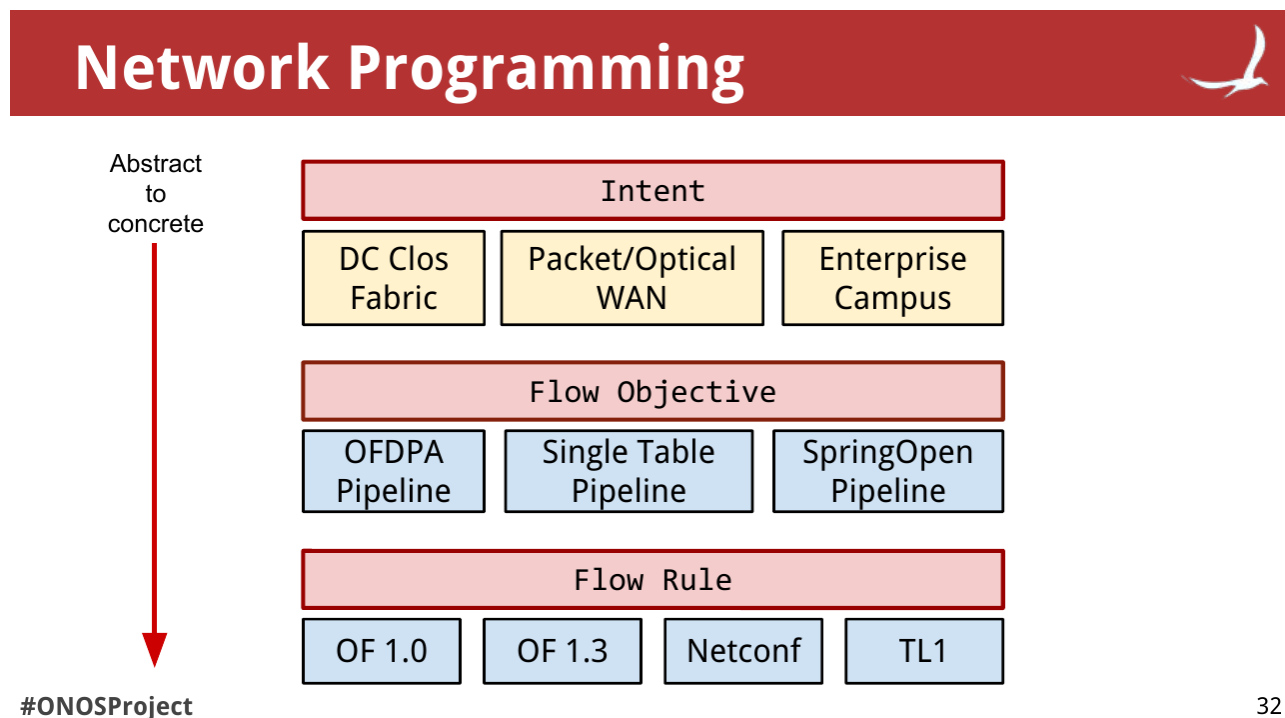 Network Programming
Abstract
to
concrete
Intent
DC Clos
Fabric
Packet/Optical
WAN
Enterprise
Campus
Flow Objective
OFDPA
Pipeline
Single Table
Pipeline
SpringOpen
Pipeline
Flow Rule
OF 1.0
OF 1.3
Netconf
TL1
#ONOSProject
32